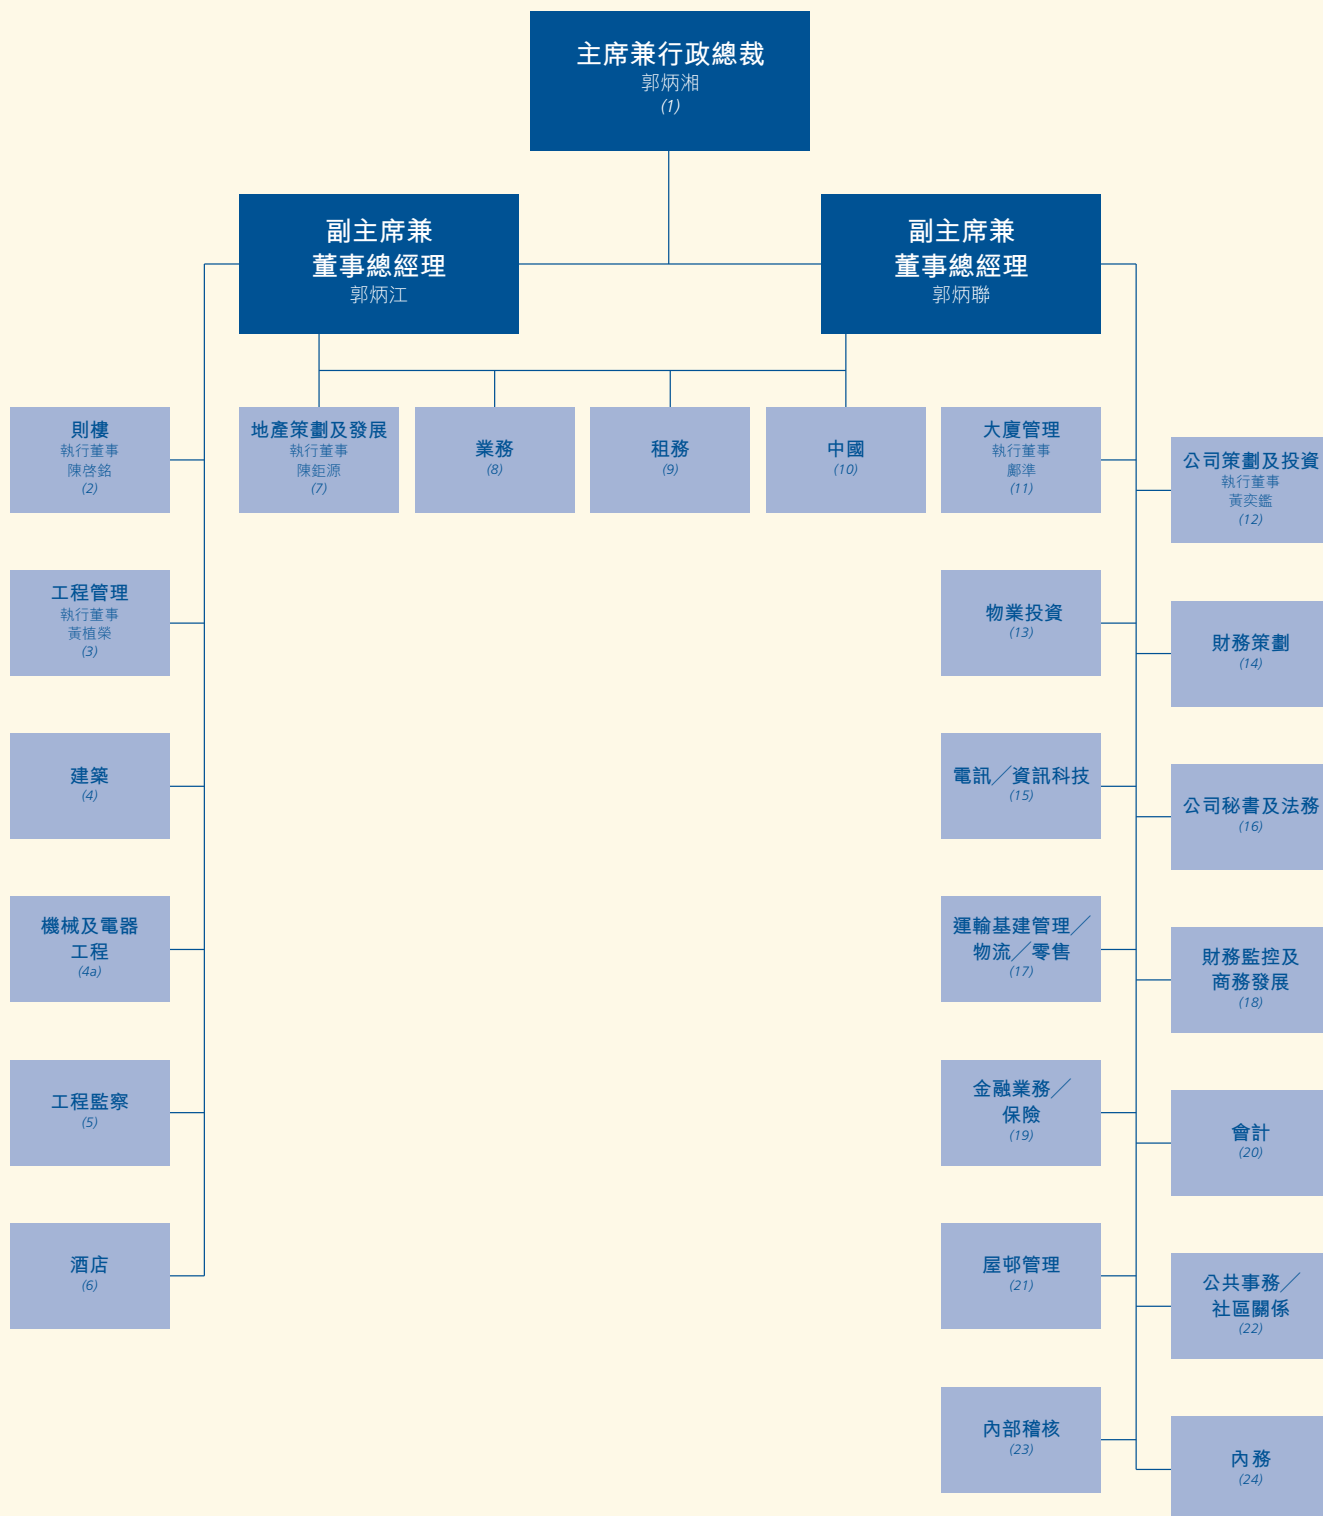 主席兼行政總裁
郭炳湘
(1)
副主席兼
董事總經理
郭炳江
副主席兼
董事總經理
郭炳聯
則樓
執行董事
陳啓銘
(2)
地產策劃及發展
執行董事
陳鉅源
(7)
業務
(8)
租務
(9)
中國
(10)
大廈管理
執行董事
鄺準
(11)
公司策劃及投資
執行董事
黃奕鑑
(12)
工程管理
執行董事
黃植榮
(3)
物業投資
(13)
財務策劃
(14)
建築
(4)
電訊╱資訊科技
(15)
公司秘書及法務
(16)
機械及電器
工程
(4a)
運輸基建管理╱
物流╱零售
(17)
財務監控及
商務發展
(18)
工程監察
(5)
金融業務╱
保險
(19)
會計
(20)
酒店
(6)
屋邨管理
(21)
公共事務╱
社區關係
(22)
內部稽核
(23)
內務
(24)